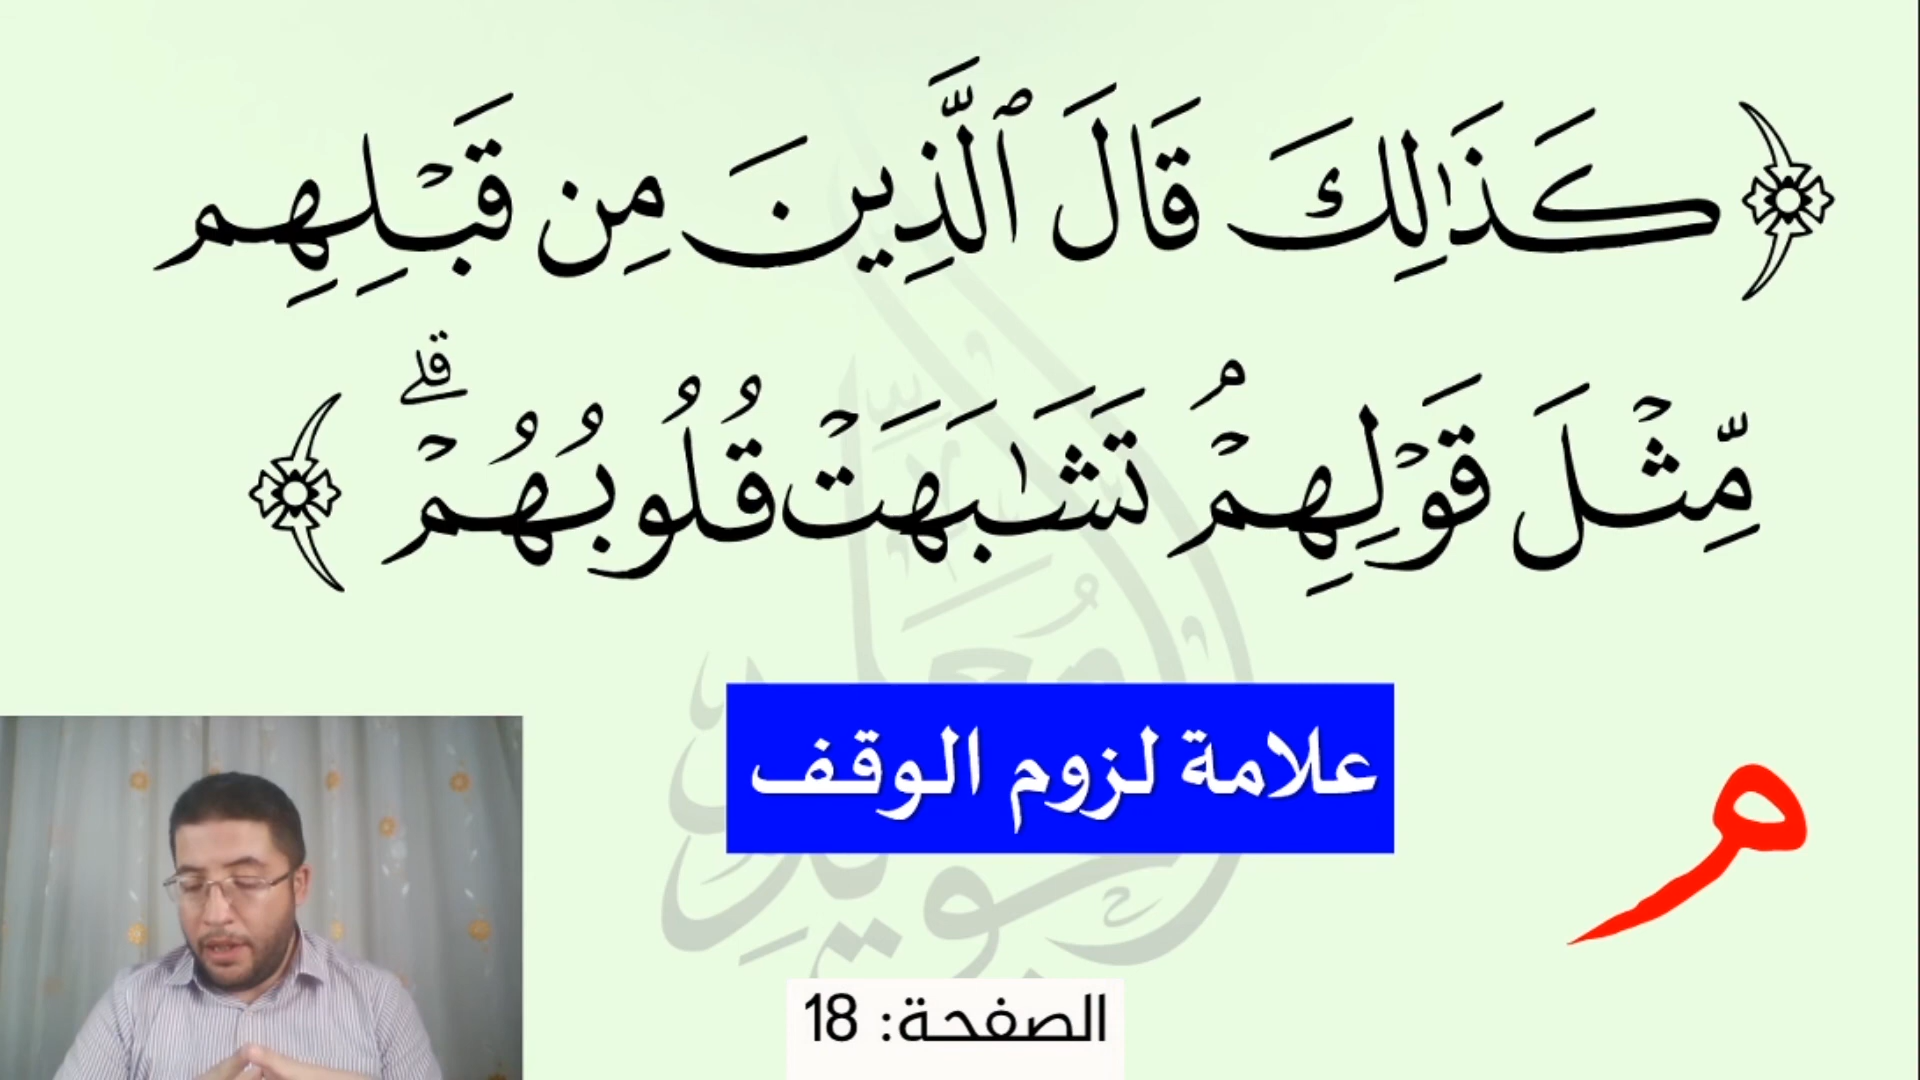 ﴿كَذَٰلِكَ قَالَ ٱلَّذِينَ مِن قَبْلِهِم
مِّثْلَ قَوْلِهِمْۘ تَشَٰبَهَتْ قُلُوبُهُمْۗ﴾
علامة لزوم الوقف
م
الصفحة: 18